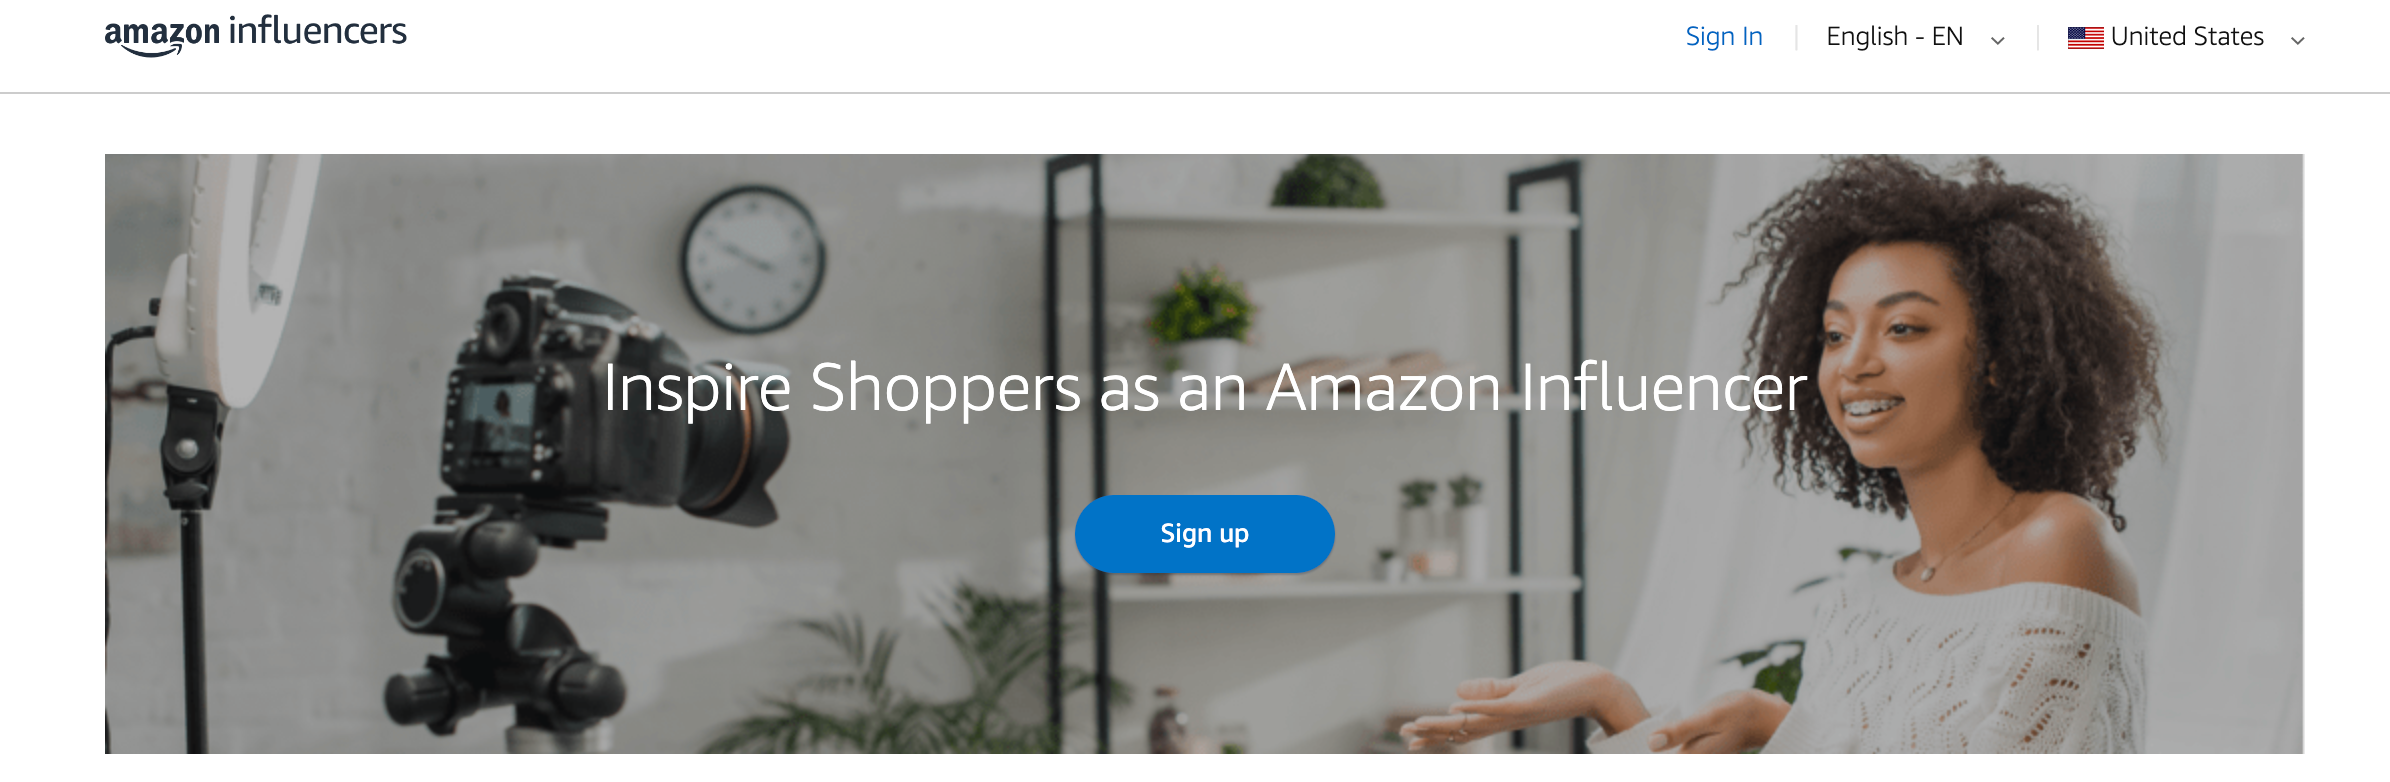 amazon influencers
Sign In
English - EN
United States
Inspire Shoppers as an Amazon Influencer
Sign up